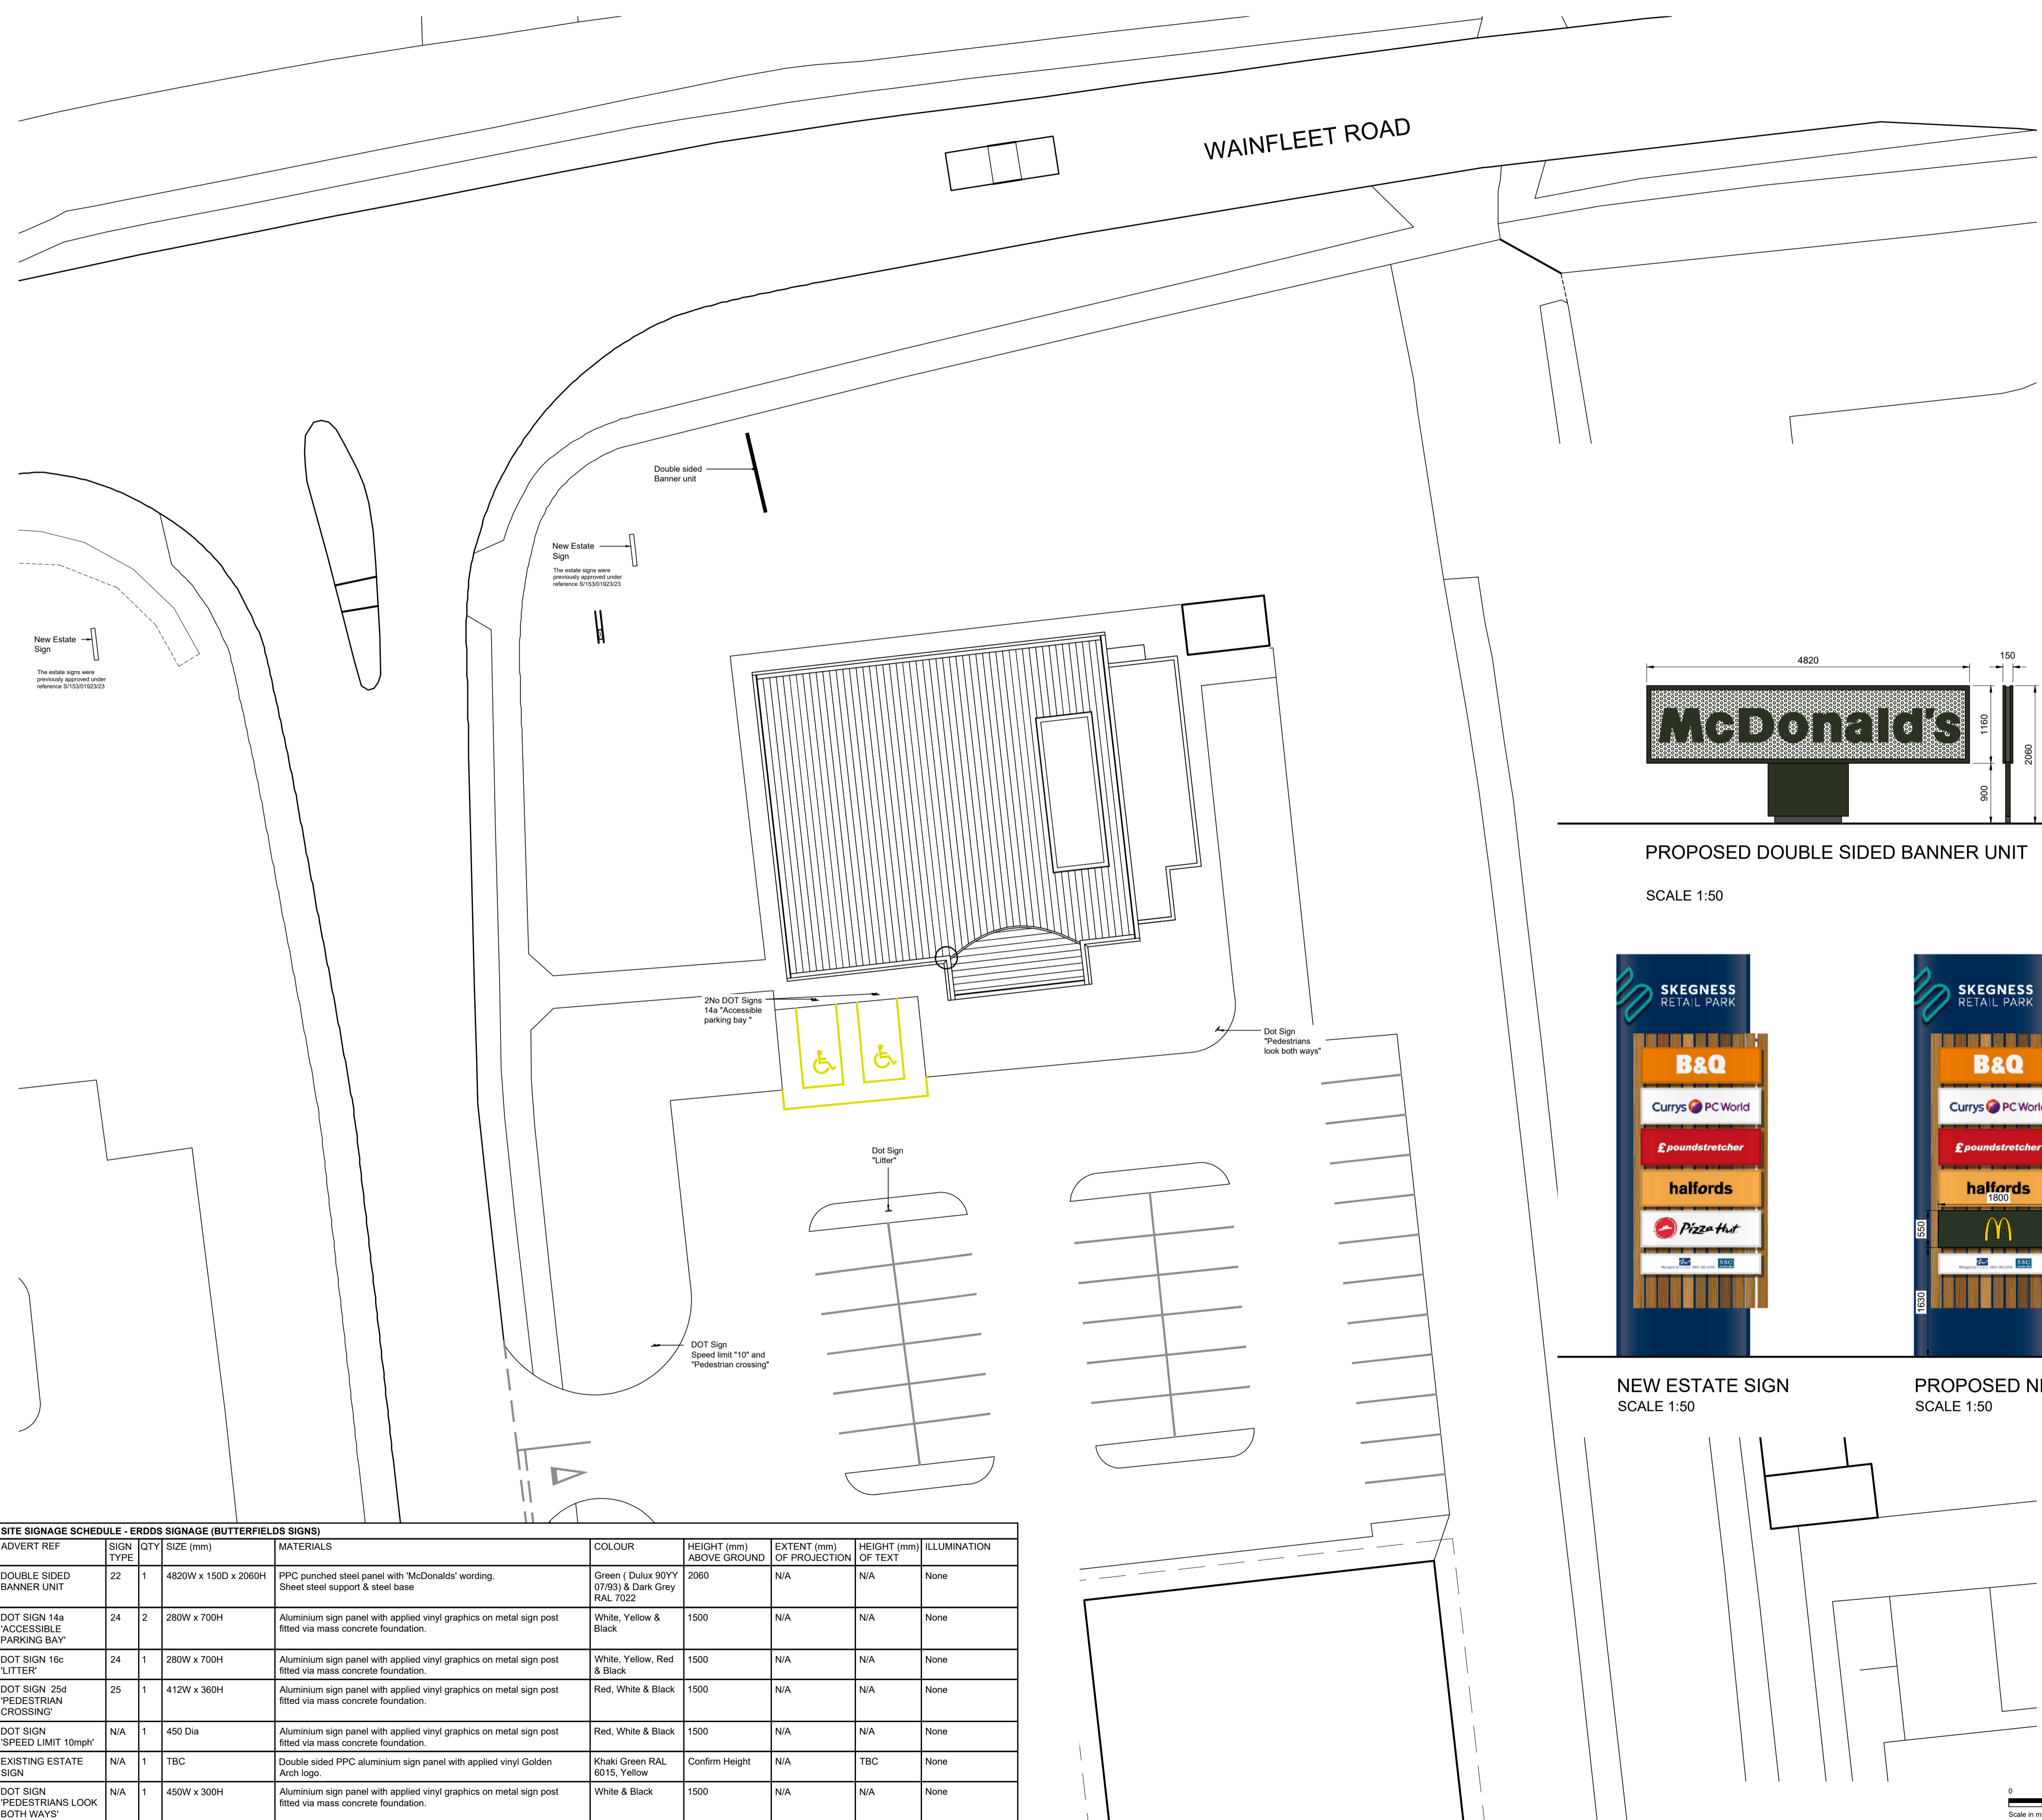 WAINFLEET ROAD
Double sided
Banner unit
New Estate
Sign
The estate signs were
previously approved under
reference S/153/01923/23
New Estate
Sign
The estate signs were
previously approved under
reference S/153/01923/23
4820
150
McDonald's
1160
900
2060
PROPOSED DOUBLE SIDED BANNER UNIT
SCALE 1:50
2No DOT Signs
14a "Accessible
parking bay "
Dot Sign
"Pedestrians
look both ways"
Dot Sign
"Litter"
DOT Sign
Speed limit "10" and
"Pedestrian crossing"
SKEGNESS
RETAIL PARK
B&Q
Currys PC World
£ poundstretcher
halfords
Pizza Hut
SSC
NEW ESTATE SIGN
SCALE 1:50
SKEGNESS
RETAIL PARK
B&Q
Currys PC Worl
£ poundstretcher
halfords
1800
550
1630
SSC
PROPOSED N
SCALE 1:50
SITE SIGNAGE SCHEDULE - ERDDS SIGNAGE (BUTTERFIELDS SIGNS)
ADVERT REF SIGN TYPE QTY SIZE (mm) MATERIALS COLOUR HEIGHT (mm) ABOVE GROUND EXTENT (mm) OF PROJECTION HEIGHT (mm) OF TEXT ILLUMINATION
DOUBLE SIDED BANNER UNIT 22 1 4820W x 150D x 2060H PPC punched steel panel with 'McDonalds' wording. Sheet steel support & steel base Green ( Dulux 90YY 07/93) & Dark Grey RAL 7022 2060 N/A N/A None
DOT SIGN 14a 'ACCESSIBLE PARKING BAY' 24 2 280W x 700H Aluminium sign panel with applied vinyl graphics on metal sign post fitted via mass concrete foundation. White, Yellow & Black 1500 N/A N/A None
DOT SIGN 16c 'LITTER' 24 1 280W x 700H Aluminium sign panel with applied vinyl graphics on metal sign post fitted via mass concrete foundation. White, Yellow, Red & Black 1500 N/A N/A None
DOT SIGN 25d 'PEDESTRIAN CROSSING' 25 1 412W x 360H Aluminium sign panel with applied vinyl graphics on metal sign post fitted via mass concrete foundation. Red, White & Black 1500 N/A N/A None
DOT SIGN 'SPEED LIMIT 10mph' N/A 1 450 Dia Aluminium sign panel with applied vinyl graphics on metal sign post fitted via mass concrete foundation. Red, White & Black 1500 N/A N/A None
EXISTING ESTATE SIGN N/A 1 TBC Double sided PPC aluminium sign panel with applied vinyl Golden Arch logo. Khaki Green RAL 6015, Yellow Confirm Height N/A TBC None
DOT SIGN 'PEDESTRIANS LOOK BOTH WAYS' N/A 1 450W x 300H Aluminium sign panel with applied vinyl graphics on metal sign post fitted via mass concrete foundation. White & Black 1500 N/A N/A None
0
Scale in m